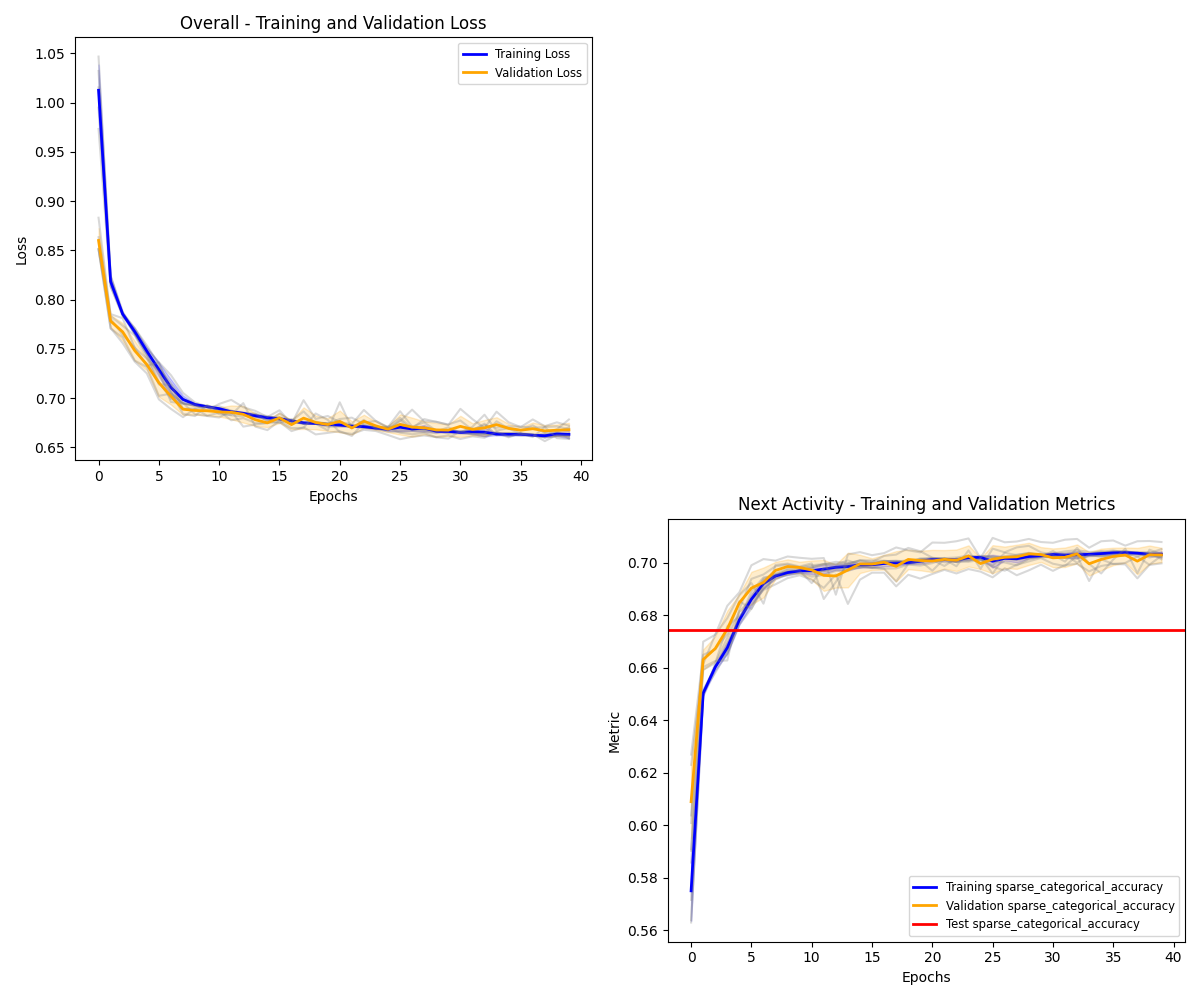 Overall - Training and Validation Loss
1.05
1.00
0.95
0.90
0.85
0.80
0.75
0.70
0.65
Loss
Training Loss
Validation Loss
0 5 10 15 20 25 30 35 40
Epochs
Next Activity - Training and Validation Metrics
0.70
0.68
0.66
0.64
0.62
0.60
0.58
0.56
Metric
Training sparse_categorical_accuracy
Validation sparse_categorical_accuracy
Test sparse_categorical_accuracy
0 5 10 15 20 25 30 35 40
Epochs